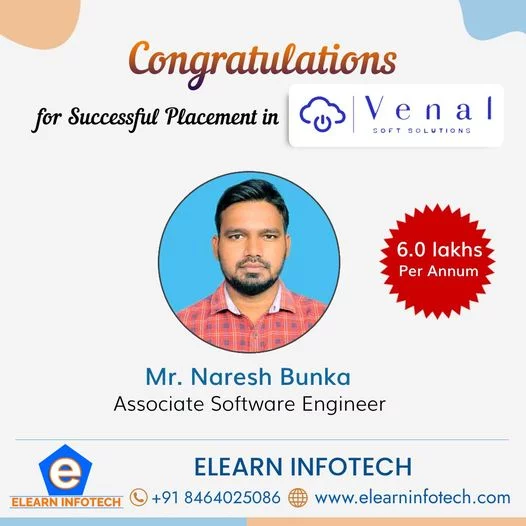 Congratulations
for Successful Placement in
Venal
SOFT SOLUTIONS
6.0 lakhs
Per Annum
Mr. Naresh Bunka
Associate Software Engineer
e
ELEARN INFOTECH
ELEARN INFOTECH
+91 8464025086 www.elearninfotech.com